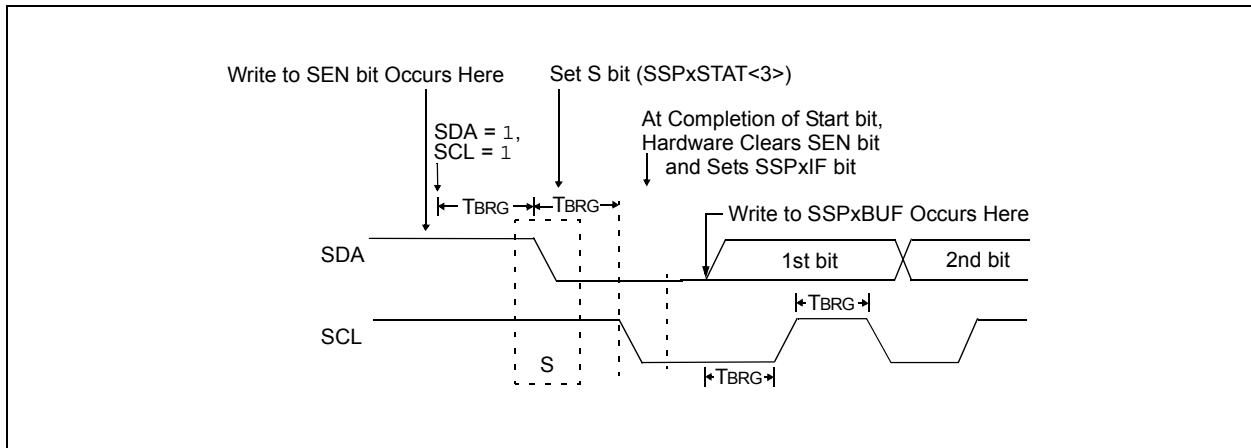 Write to SEN bit Occurs Here
Set S bit (SSPxSTAT<3>)
SDA = 1,
SCL = 1
At Completion of Start bit,
Hardware Clears SEN bit
and Sets SSPxIF bit
TBRG
TBRG
Write to SSPxBUF Occurs Here
SDA
1st bit
2nd bit
TBRG
SCL
S
TBRG